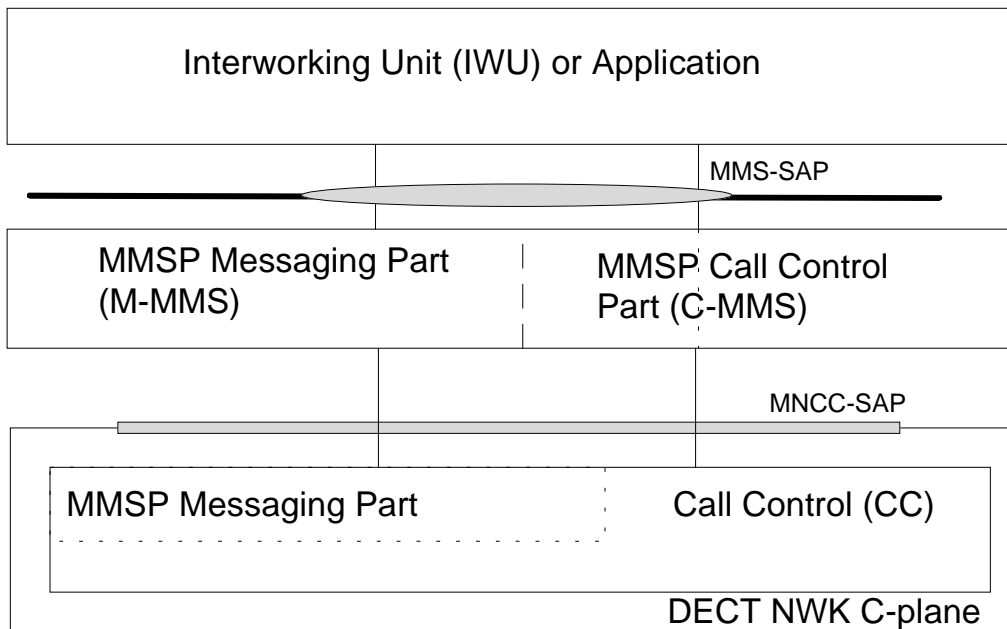 Interworking Unit (IWU) or Application
MMS-SAP
MMSP Messaging Part
(M-MMS)
MMSP Call Control
Part (C-MMS)
MNCC-SAP
MMSP Messaging Part
Call Control (CC)
DECT NWK C-plane